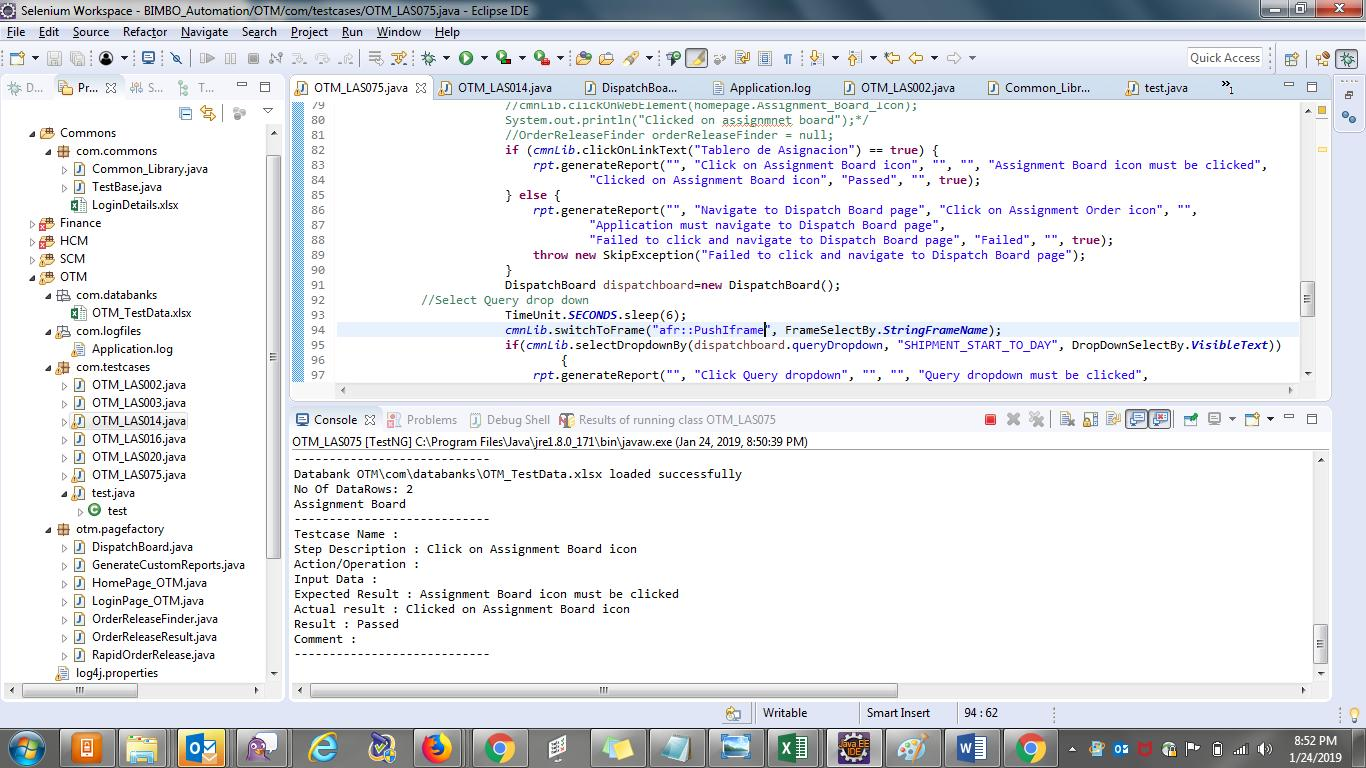 Selenium Workspace - BIMBO_Automation/OTM/com/testcases/OTM_LAS075.java - Eclipse IDE
File Edit Source Refactor Navigate Search Project Run Window Help
Quick Access
D... Pr... S... T...
Commons
com.commons
Common_Library.java
TestBase.java
LoginDetails.xlsx
Finance
HCM
SCM
OTM
com.databanks
OTM_TestData.xlsx
com.logfiles
Application.log
com.testcases
OTM_LAS002.java
OTM_LAS003.java
OTM_LAS014.java
OTM_LAS016.java
OTM_LAS020.java
OTM_LAS075.java
test.java
test
otm.pagefactory
DispatchBoard.java
GenerateCustomReports.java
HomePage_OTM.java
LoginPage_OTM.java
OrderReleaseFinder.java
OrderReleaseResult.java
RapidOrderRelease.java
log4j.properties
OTM_LAS075.java OTM_LAS014.java DispatchBoa... Application.log OTM_LAS002.java Common_Libr... test.java »1
79 //cmnLib.clickOnWebElement(homepage.Assignment_Board_Icon);
80 System.out.println("Clicked on assignmnet board");*/
81 //OrderReleaseFinder orderReleaseFinder = null;
82 if (cmnLib.clickOnLinkText("Tablero de Asignacion") == true) {
83 rpt.generateReport("", "Click on Assignment Board icon", "", "", "Assignment Board icon must be clicked",
84 "Clicked on Assignment Board icon", "Passed", "", true);
85 } else {
86 rpt.generateReport("", "Navigate to Dispatch Board page", "Click on Assignment Order icon", "",
87 "Application must navigate to Dispatch Board page",
88 "Failed to click and navigate to Dispatch Board page", "Failed", "", true);
89 throw new SkipException("Failed to click and navigate to Dispatch Board page");
90 }
91 DispatchBoard dispatchboard=new DispatchBoard();
92 //Select Query drop down
93 TimeUnit.SECONDS.sleep(6);
94 cmnLib.switchToFrame("afr::PushIframe", FrameSelectBy.StringFrameName);
95 if(cmnLib.selectDropdownBy(dispatchboard.queryDropdown, "SHIPMENT_START_TO_DAY", DropDownSelectBy.VisibleText))
96 {
97 rpt.generateReport("", "Click Query dropdown", "", "", "Query dropdown must be clicked",
Console Problems Debug Shell Results of running class OTM_LAS075
OTM_LAS075 [TestNG] C:\Program Files\Java\jre1.8.0_171\bin\javaw.exe (Jan 24, 2019, 8:50:39 PM)
--------------------------
Databank OTM\com\databanks\OTM_TestData.xlsx loaded successfully
No Of DataRows: 2
Assignment Board
--------------------------
Testcase Name :
Step Description : Click on Assignment Board icon
Action/Operation :
Input Data :
Expected Result : Assignment Board icon must be clicked
Actual result : Clicked on Assignment Board icon
Result : Passed
Comment :
--------------------------
Writable Smart Insert 94 : 62
Java EE IDE
8:52 PM
1/24/2019